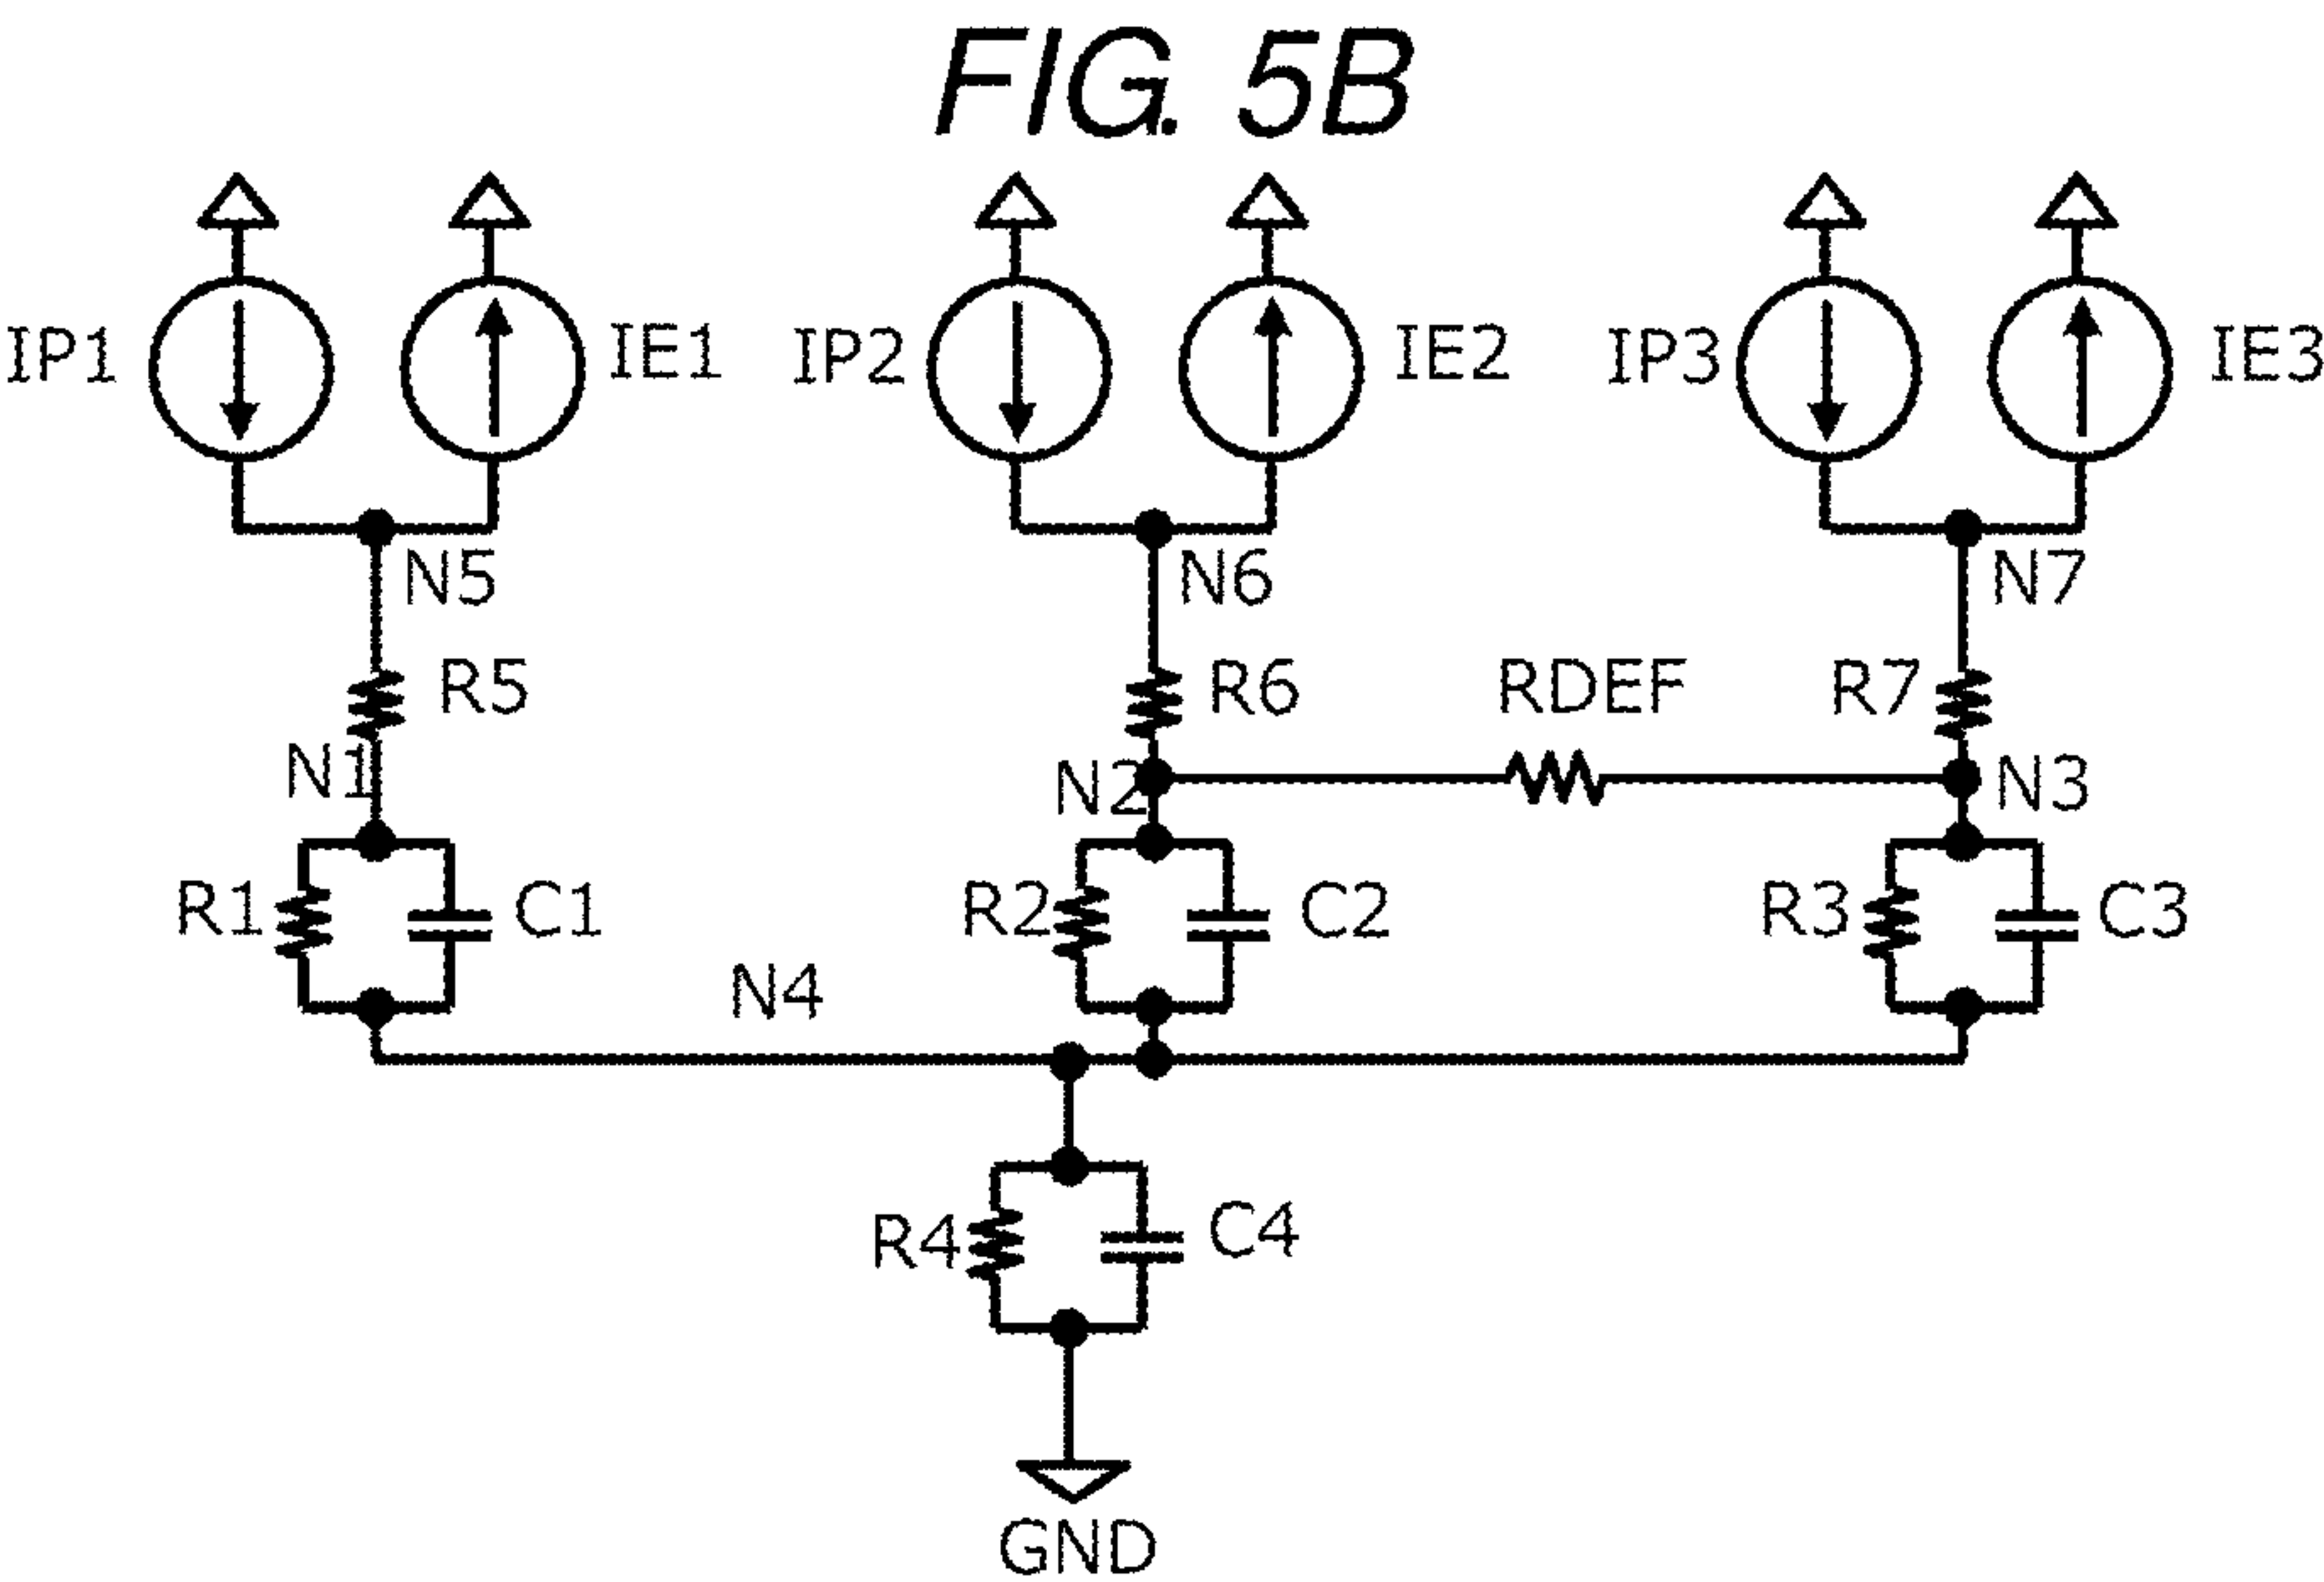 FIG. 5B
IP1 IE1 IP2 IE2 IP3 IE3
N5 N6 N7
R5 R6 RDEF R7
N1 N2 N3
R1 C1 R2 C2 R3 C3
N4
R4 C4
GND